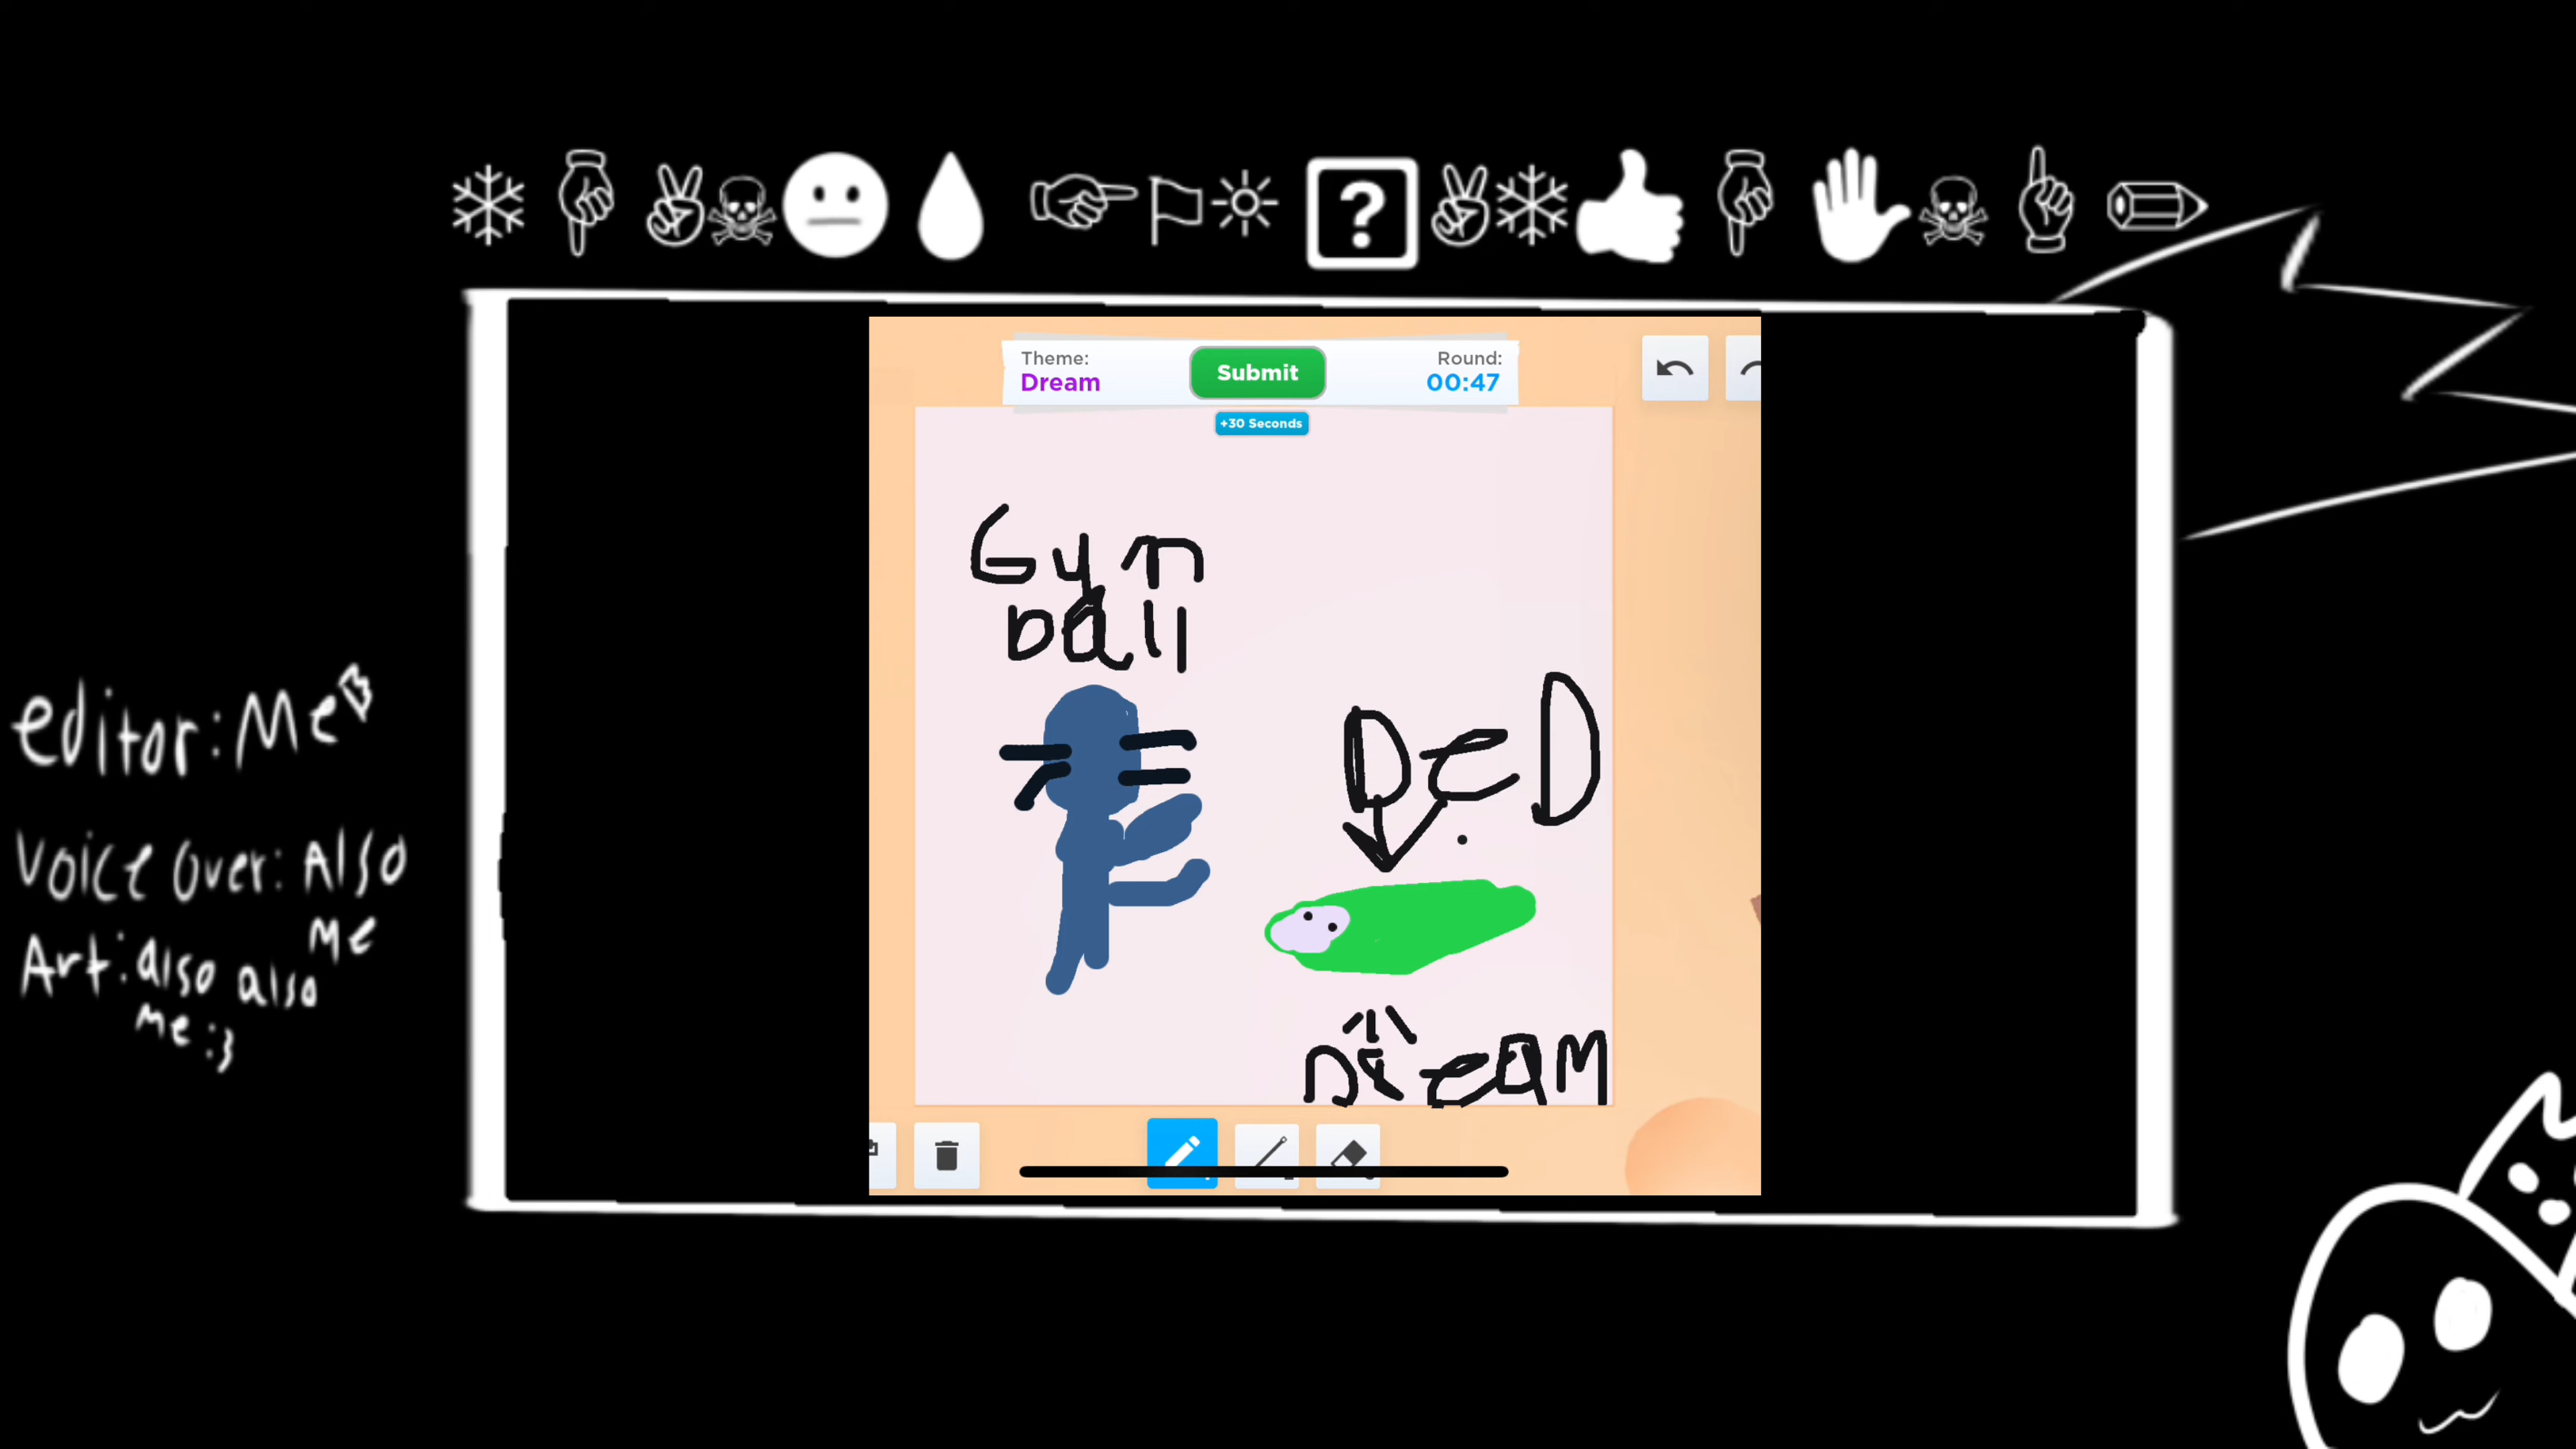 ❄☟✌☠😐💧 ☞⚐☼ ⍰✌❄👍☟✋☠☝✏
Theme:
Dream
Submit
Round:
00:47
+30 Seconds
Gym
ball
DED
DREAM
editor: Me
Voice over: Also
Me
Art: also also
me :3